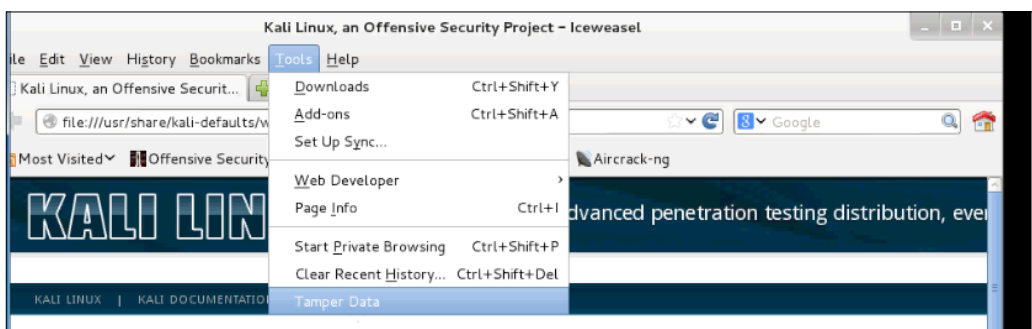 Kali Linux, an Offensive Security Project – Iceweasel
ile Edit View History Bookmarks Tools Help
Kali Linux, an Offensive Securit...
file:///usr/share/kali-defaults/w
Google
Most Visited
Offensive Security
Aircrack-ng
Downloads Ctrl+Shift+Y
Add-ons Ctrl+Shift+A
Set Up Sync...
Web Developer
Page Info Ctrl+I
Start Private Browsing Ctrl+Shift+P
Clear Recent History... Ctrl+Shift+Del
Tamper Data
KALI LIN
dvanced penetration testing distribution, ever
KALI LINUX | KALI DOCUMENTATIO